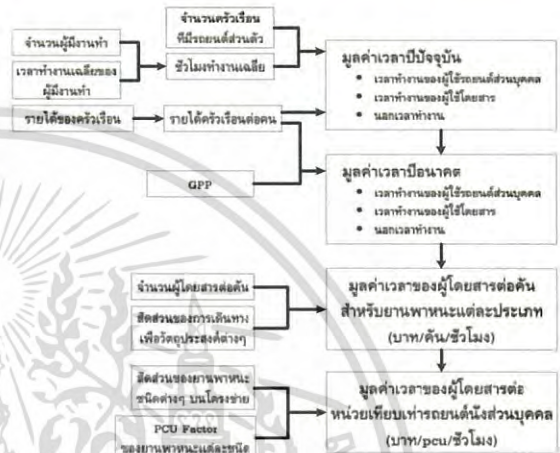 จำนวนครัวเรือน
ที่มีรถยนต์ส่วนตัว
จำนวนผู้มีงานทำ
เวลาทำงานเฉลี่ยของ
ผู้มีงานทำ
ชั่วโมงทำงานเฉลี่ย
รายได้ของครัวเรือน
รายได้ครัวเรือนต่อคน
GPP
มูลค่าเวลาปีปัจจุบัน
• เวลาทำงานของผู้ใช้รถยนต์ส่วนบุคคล
• เวลาทำงานของผู้ใช้โดยสาร
• นอกเวลาทำงาน
มูลค่าเวลาปีอนาคต
• เวลาทำงานของผู้ใช้รถยนต์ส่วนบุคคล
• เวลาทำงานของผู้ใช้โดยสาร
• นอกเวลาทำงาน
จำนวนผู้โดยสารต่อคัน
สัดส่วนของการเดินทาง
เพื่อวัตถุประสงค์ต่างๆ
มูลค่าเวลาของผู้โดยสารต่อคัน
สำหรับยานพาหนะแต่ละประเภท
(บาท/คัน/ชั่วโมง)
สัดส่วนของยานพาหนะ
ชนิดต่างๆ บนโครงข่าย
PCU Factor
ของยานพาหนะแต่ละชนิด
มูลค่าเวลาของผู้โดยสารต่อ
หน่วยเทียบเท่ารถยนต์นั่งส่วนบุคคล
(บาท/pcu/ชั่วโมง)